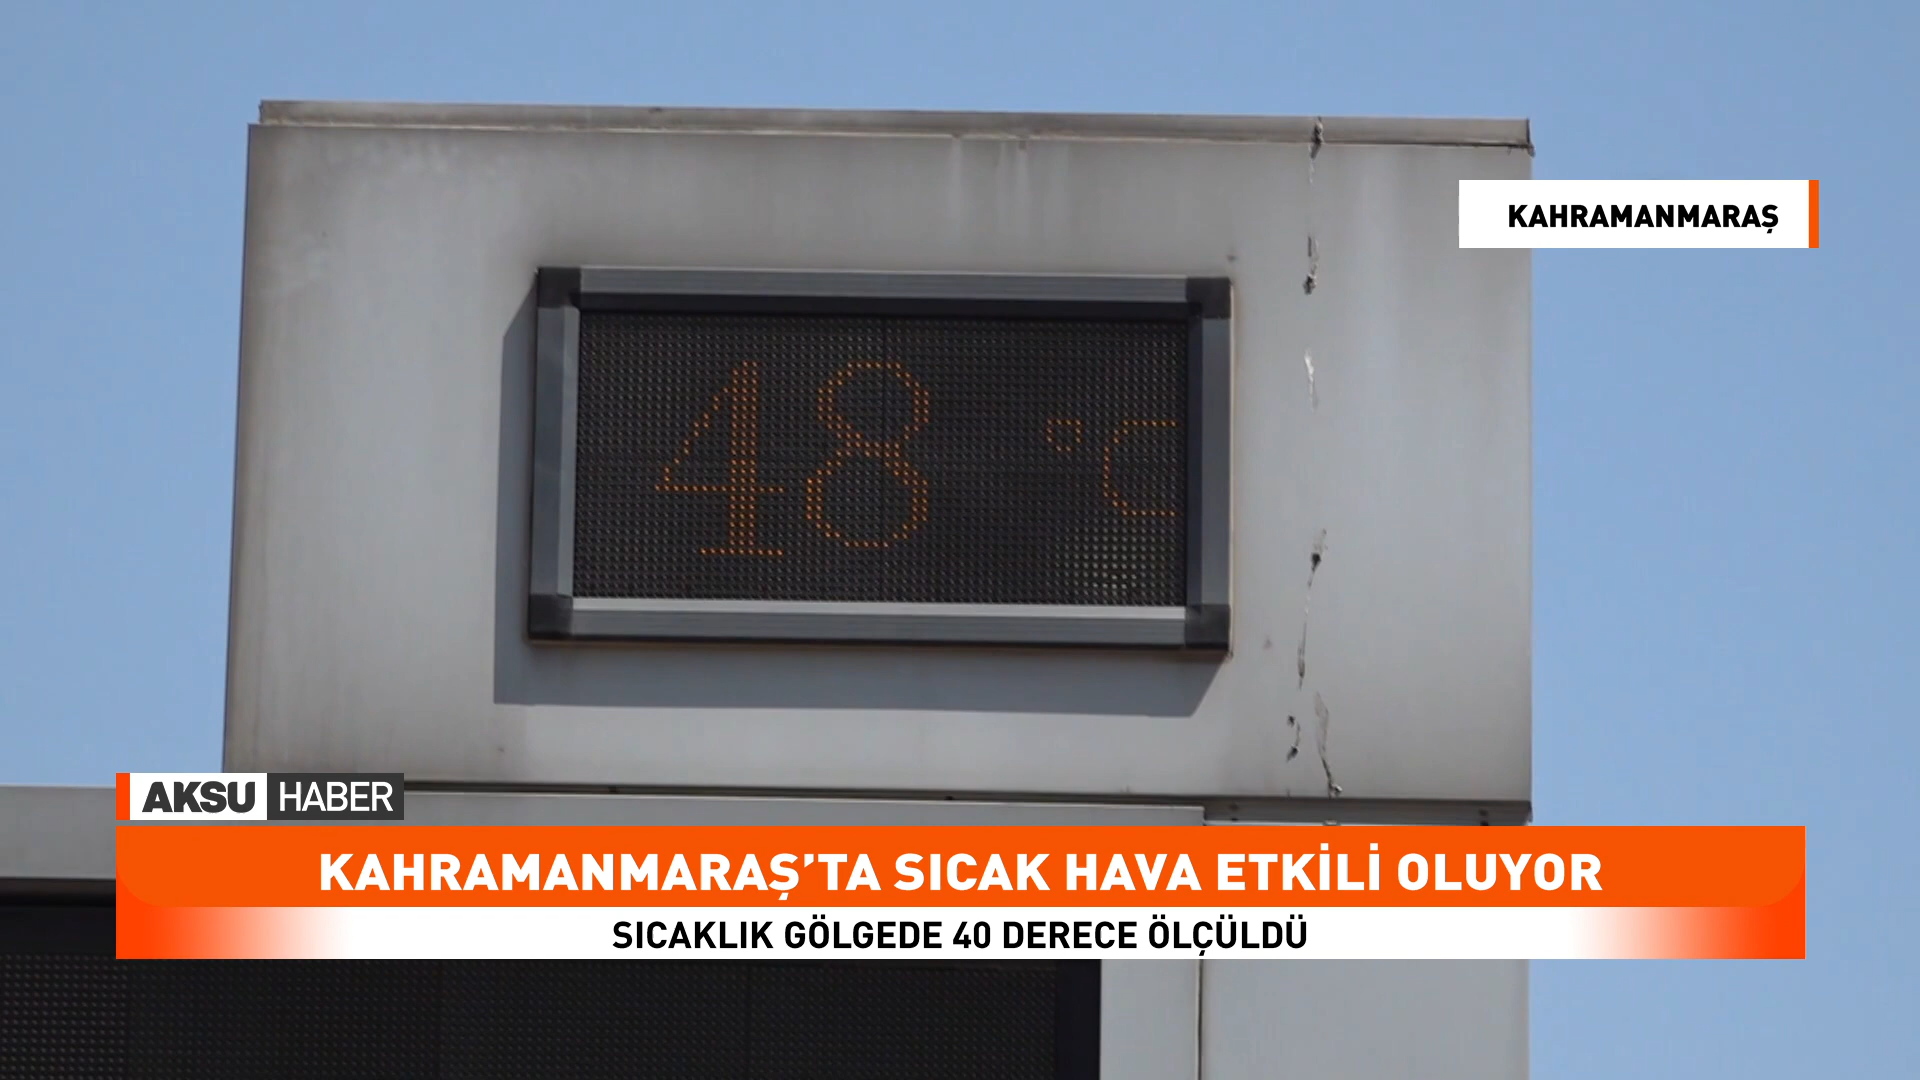 KAHRAMANMARAŞ
48 °C
AKSU HABER
KAHRAMANMARAŞ’TA SICAK HAVA ETKİLİ OLUYOR
SICAKLIK GÖLGEDE 40 DERECE ÖLÇÜLDÜ